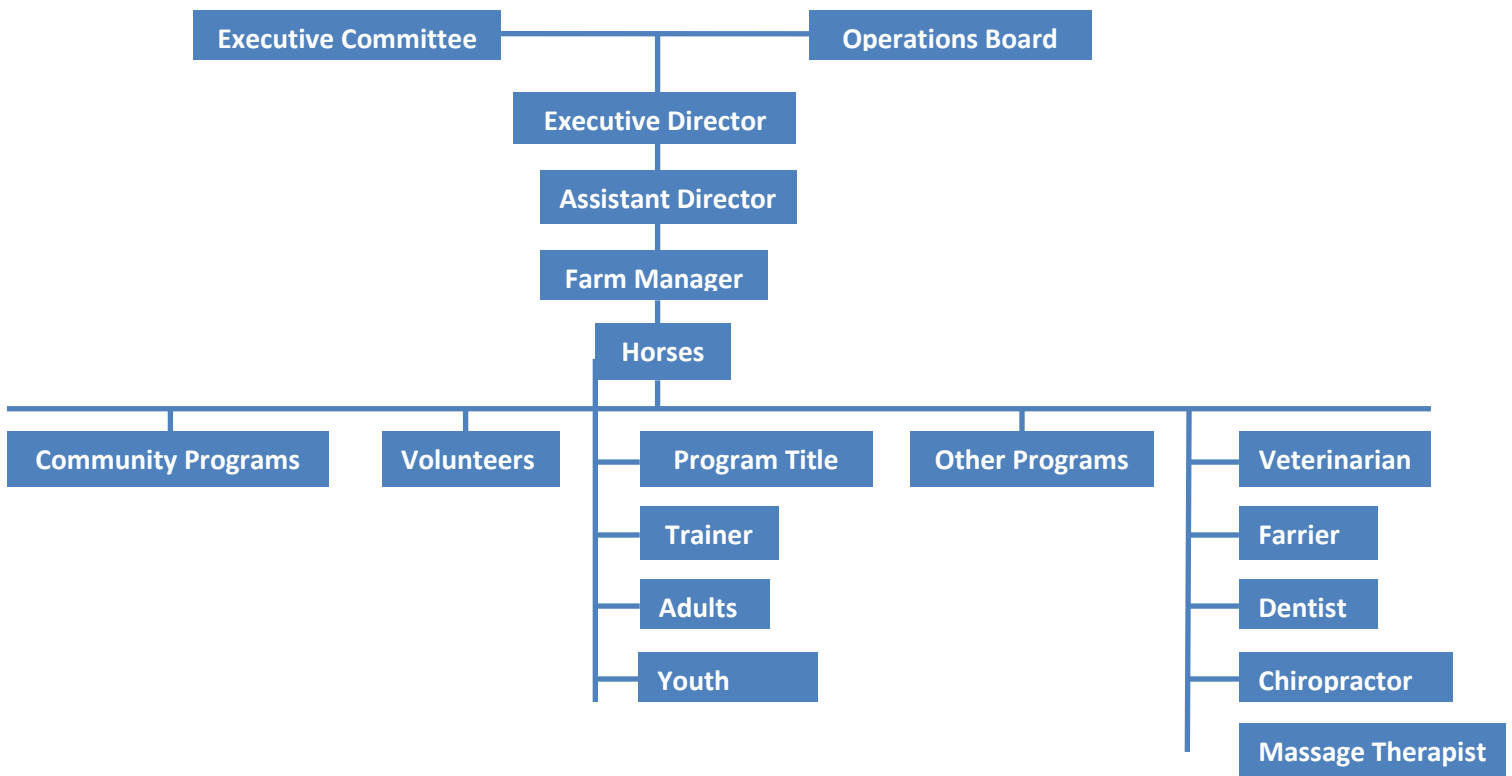 Executive Committee
Operations Board
Executive Director
Assistant Director
Farm Manager
Horses
Community Programs
Volunteers
Program Title
Other Programs
Veterinarian
Trainer
Farrier
Adults
Dentist
Youth
Chiropractor
Massage Therapist